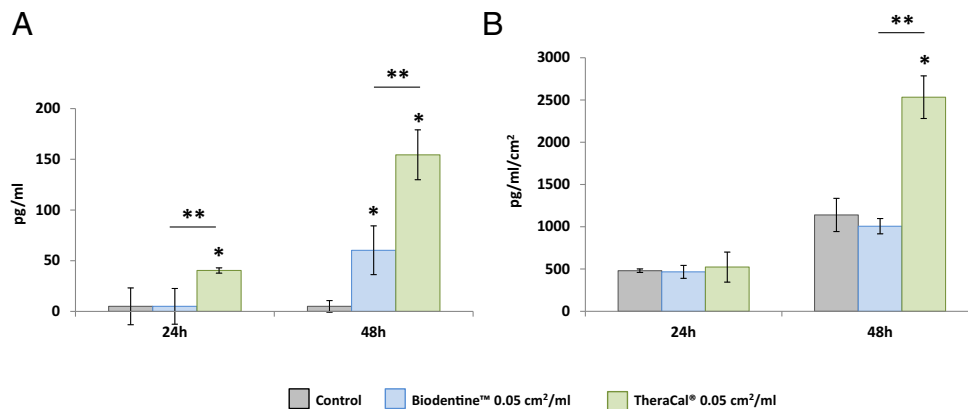 A
**
**
200
*
150
pg/ml
100
**
*
*
50
0
24h
48h
B
**
3000
*
2500
2000
pg/ml/cm²
1500
1000
500
0
24h
48h
Control
Biodentine™ 0.05 cm²/ml
TheraCal® 0.05 cm²/ml